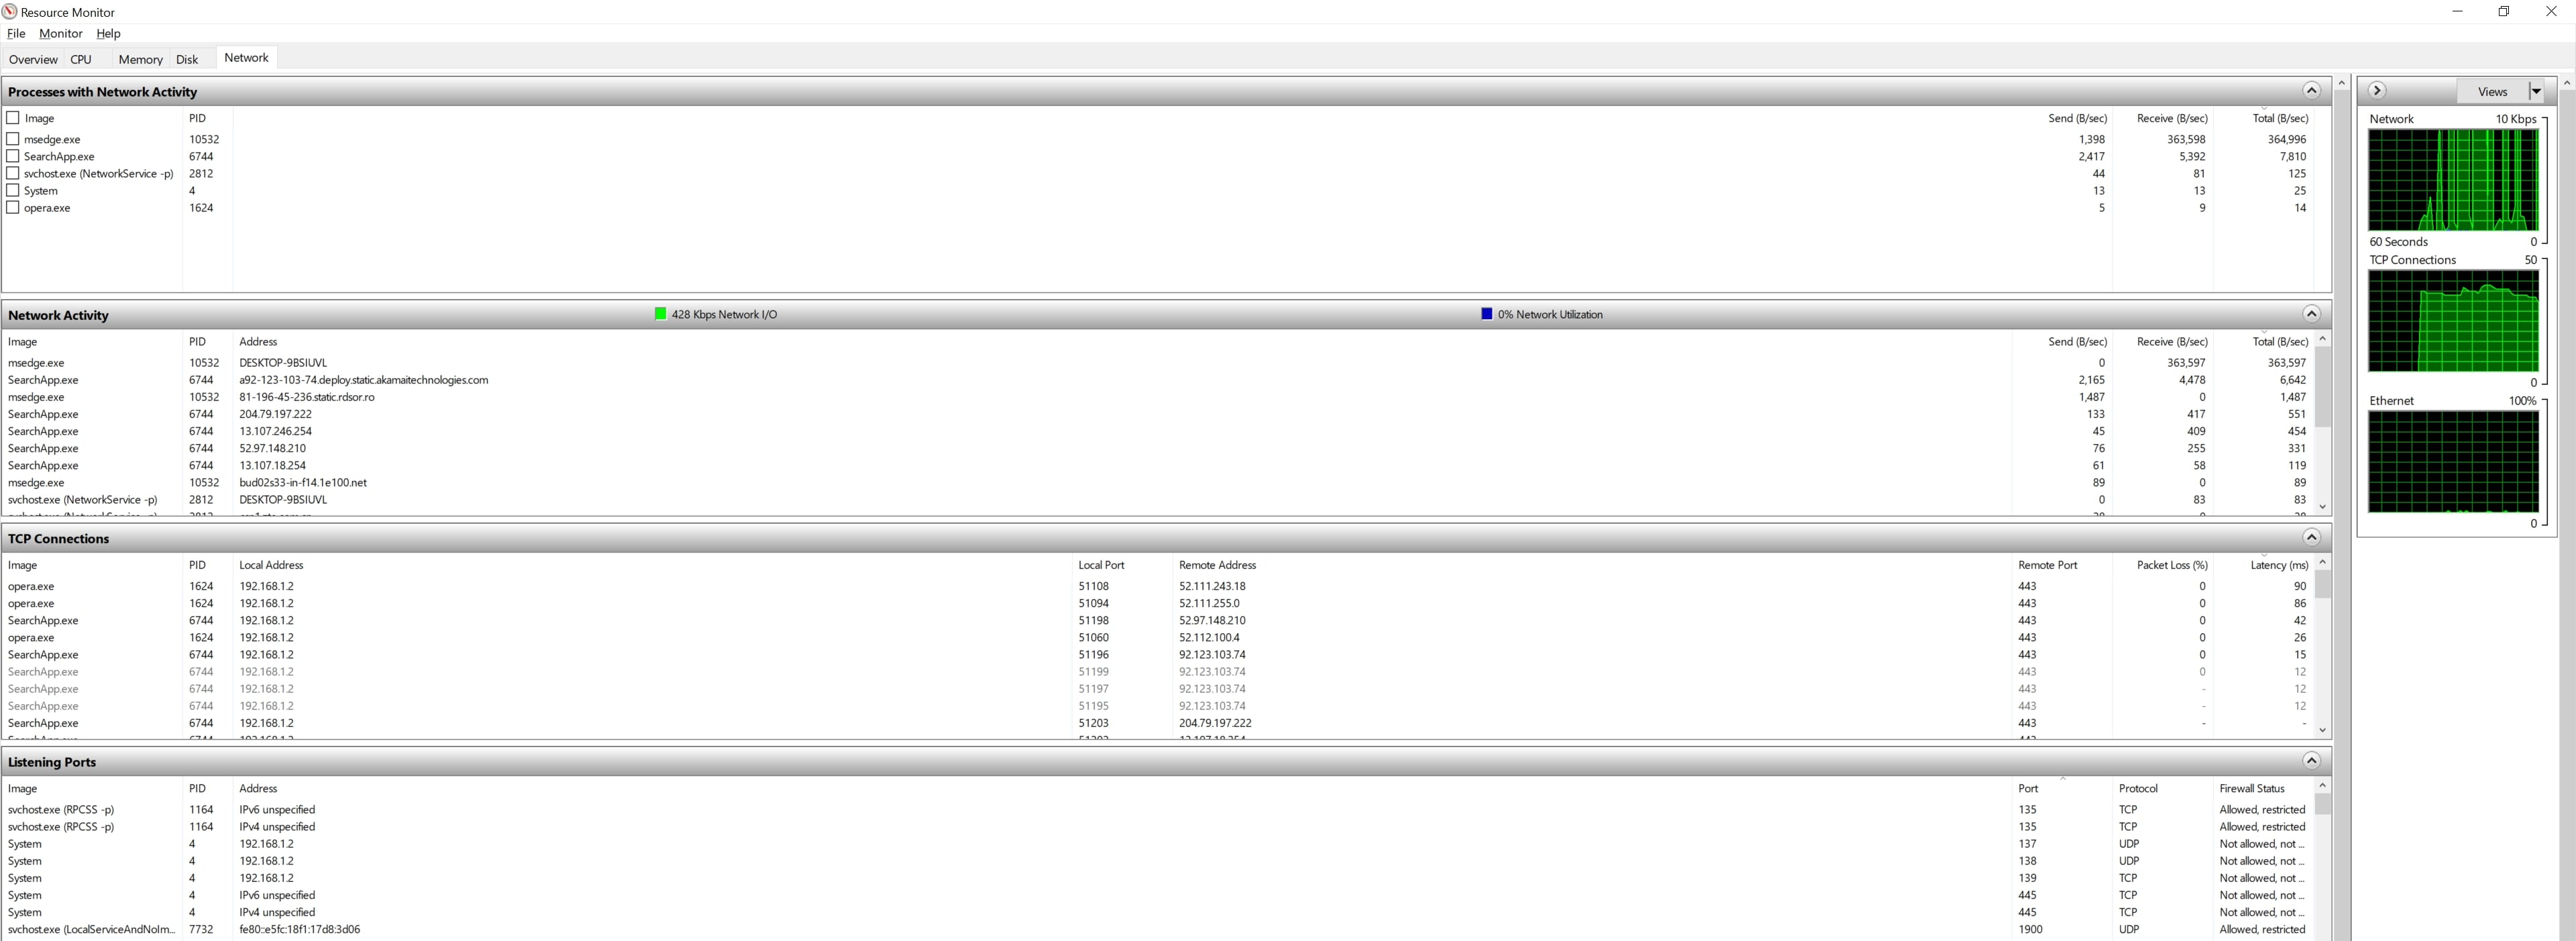 Resource Monitor
File Monitor Help
Overview CPU Memory Disk Network
Processes with Network Activity
Image PID Send (B/sec) Receive (B/sec) Total (B/sec)
msedge.exe 10532 1,398 363,598 364,996
SearchApp.exe 6744 2,417 5,392 7,810
svchost.exe (NetworkService -p) 2812 44 81 125
System 4 13 13 25
opera.exe 1624 5 9 14
Network Activity 428 Kbps Network I/O 0% Network Utilization
Image PID Address Send (B/sec) Receive (B/sec) Total (B/sec)
msedge.exe 10532 DESKTOP-9BSIUVL 0 363,597 363,597
SearchApp.exe 6744 a92-123-103-74.deploy.static.akamaitechnologies.com 2,165 4,478 6,642
msedge.exe 10532 81-196-45-236.static.rdsor.ro 1,487 0 1,487
SearchApp.exe 6744 204.79.197.222 133 417 551
SearchApp.exe 6744 13.107.246.254 45 409 454
SearchApp.exe 6744 52.97.148.210 76 255 331
SearchApp.exe 6744 13.107.18.254 61 58 119
msedge.exe 10532 bud02s33-in-f14.1e100.net 89 0 89
svchost.exe (NetworkService -p) 2812 DESKTOP-9BSIUVL 0 83 83
TCP Connections
Image PID Local Address Local Port Remote Address Remote Port Packet Loss (%) Latency (ms)
opera.exe 1624 192.168.1.2 51108 52.111.243.18 443 0 90
opera.exe 1624 192.168.1.2 51094 52.111.255.0 443 0 86
SearchApp.exe 6744 192.168.1.2 51198 52.97.148.210 443 0 42
opera.exe 1624 192.168.1.2 51060 52.112.100.4 443 0 26
SearchApp.exe 6744 192.168.1.2 51196 92.123.103.74 443 0 15
SearchApp.exe 6744 192.168.1.2 51199 92.123.103.74 443 0 12
SearchApp.exe 6744 192.168.1.2 51197 92.123.103.74 443 - 12
SearchApp.exe 6744 192.168.1.2 51195 92.123.103.74 443 - 12
SearchApp.exe 6744 192.168.1.2 51203 204.79.197.222 443 - -
Listening Ports
Image PID Address Port Protocol Firewall Status
svchost.exe (RPCSS -p) 1164 IPv6 unspecified 135 TCP Allowed, restricted
svchost.exe (RPCSS -p) 1164 IPv4 unspecified 135 TCP Allowed, restricted
System 4 192.168.1.2 137 UDP Not allowed, not ...
System 4 192.168.1.2 138 UDP Not allowed, not ...
System 4 192.168.1.2 139 TCP Not allowed, not ...
System 4 IPv6 unspecified 445 TCP Not allowed, not ...
System 4 IPv4 unspecified 445 TCP Not allowed, not ...
svchost.exe (LocalServiceAndNoIm... 7732 fe80::e5fc:18f1:17d8:3d06 1900 UDP Allowed, restricted
Views
Network 10 Kbps
60 Seconds 0
TCP Connections 50
0
Ethernet 100%
0